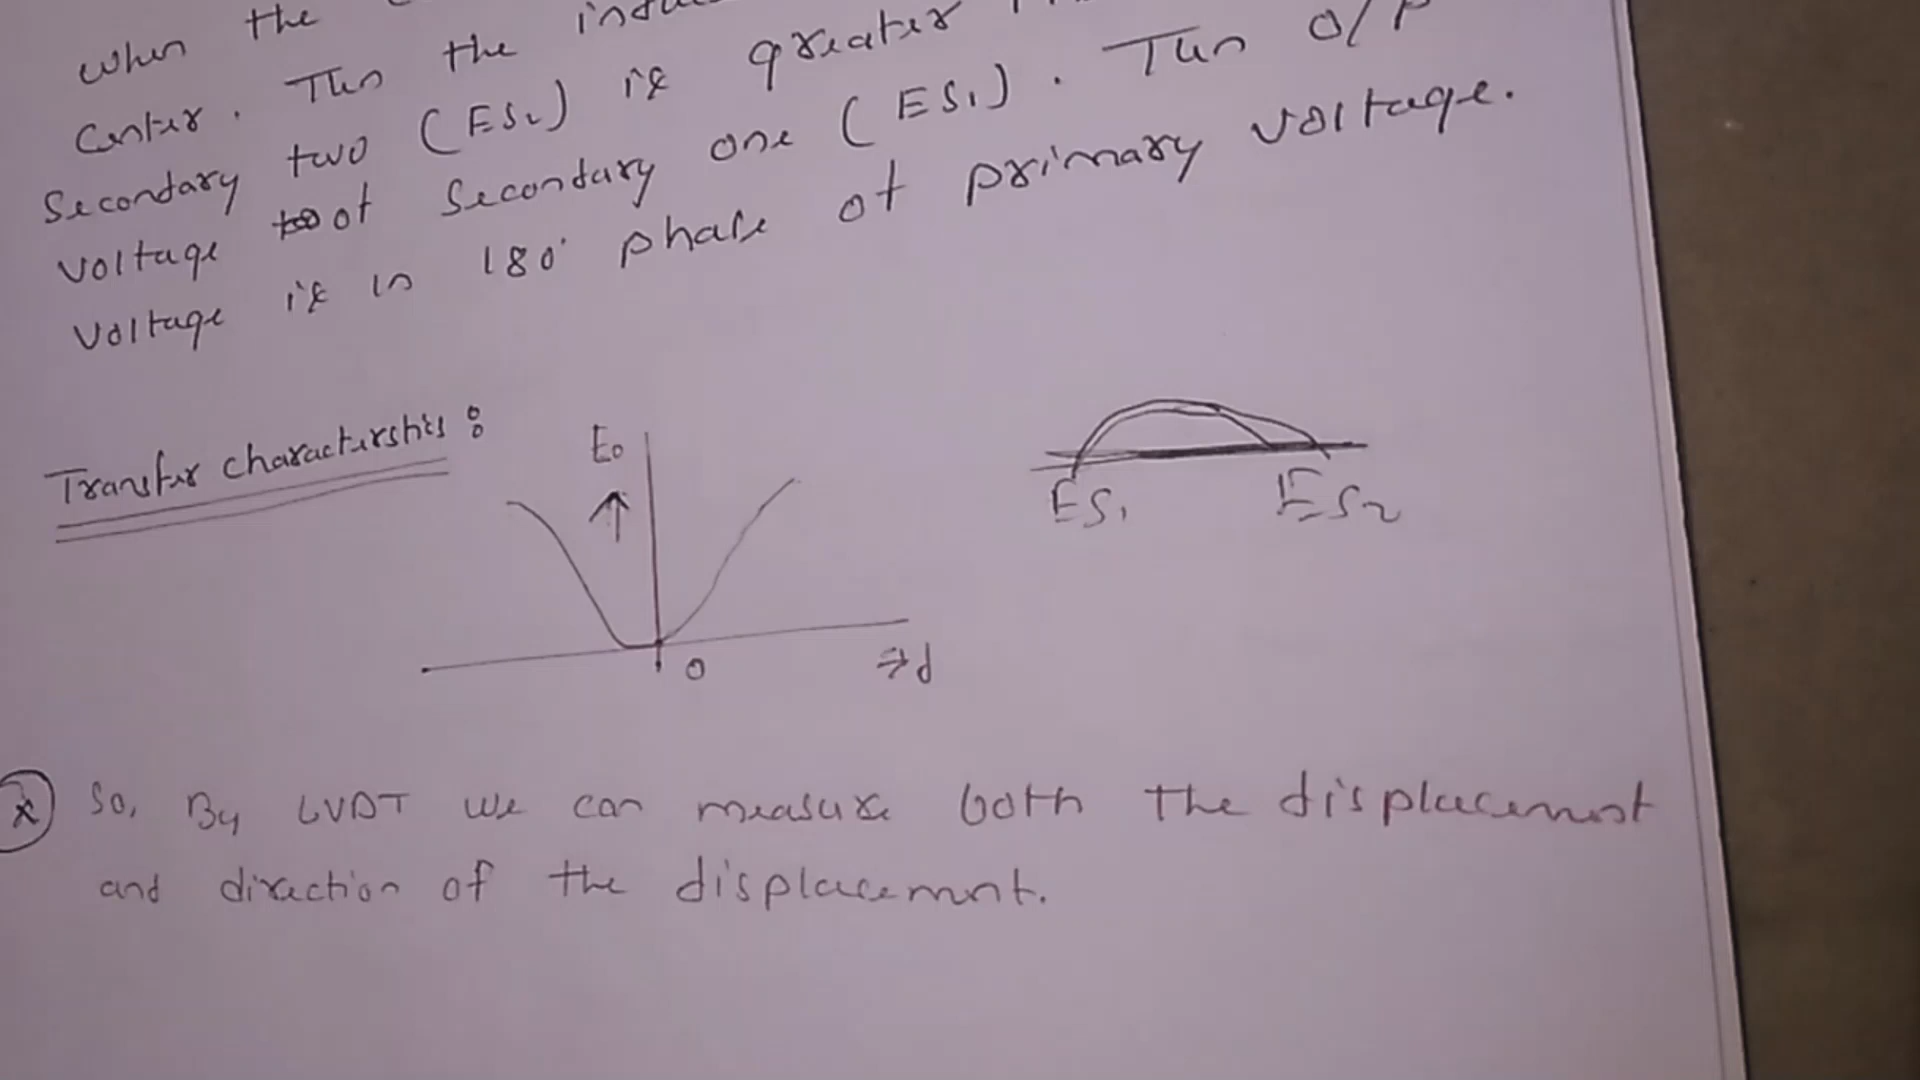 when the
Center. Then the
Secondary two (ES2) is greater
voltage of Secondary one (ES1). Then O/P
voltage is in 180° phase of primary voltage.
Transfer characterstics :
Eo
ES1 ES2
0 ⇒d
* So, By LVDT we can measure both the displacement
and direction of the displacement.